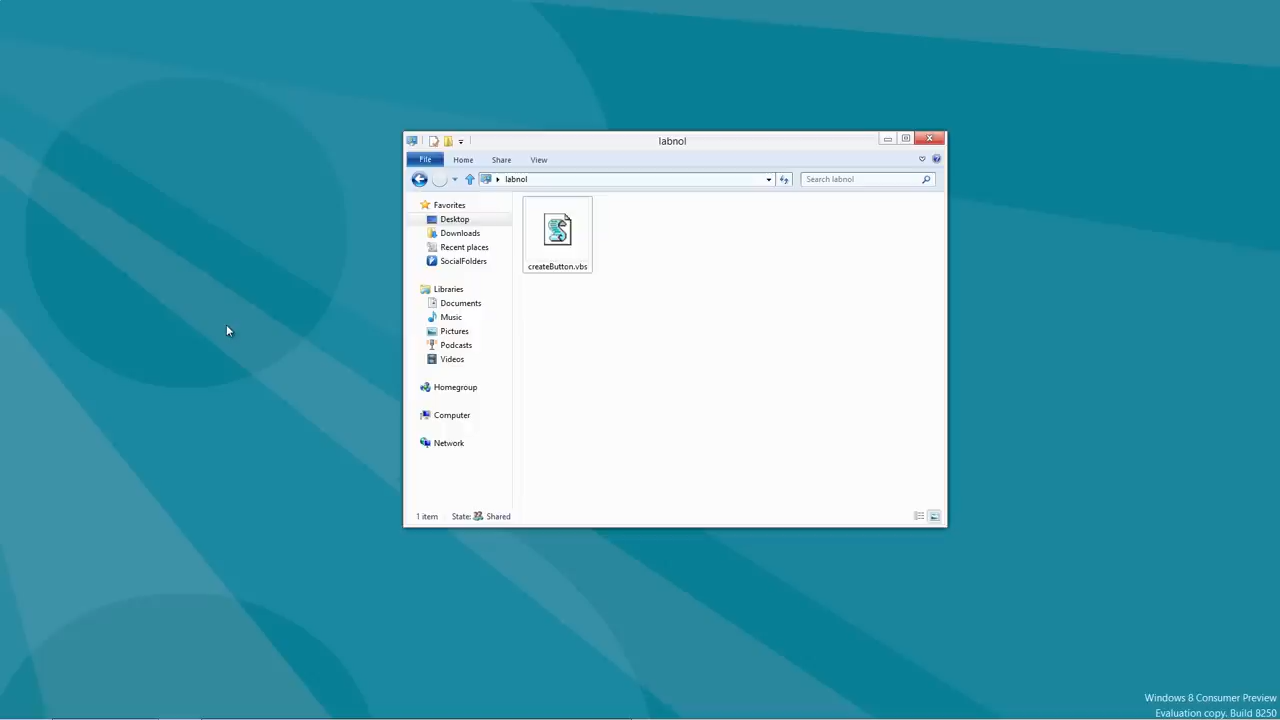 labnol
File Home Share View
labnol
Search labnol
Favorites
Desktop
Downloads
Recent places
SocialFolders
Libraries
Documents
Music
Pictures
Podcasts
Videos
Homegroup
Computer
Network
createButton.vbs
1 item State: Shared
Windows 8 Consumer Preview
Evaluation copy. Build 8250